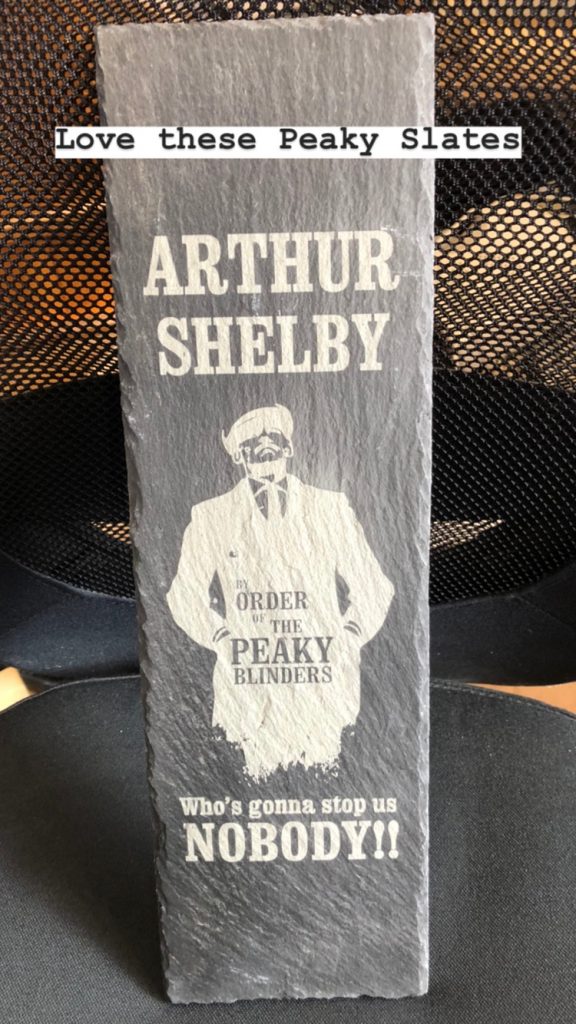 Love these Peaky Slates
ARTHUR
SHELBY
BY
ORDER
OF THE
PEAKY
BLINDERS
Who's gonna stop us
NOBODY!!